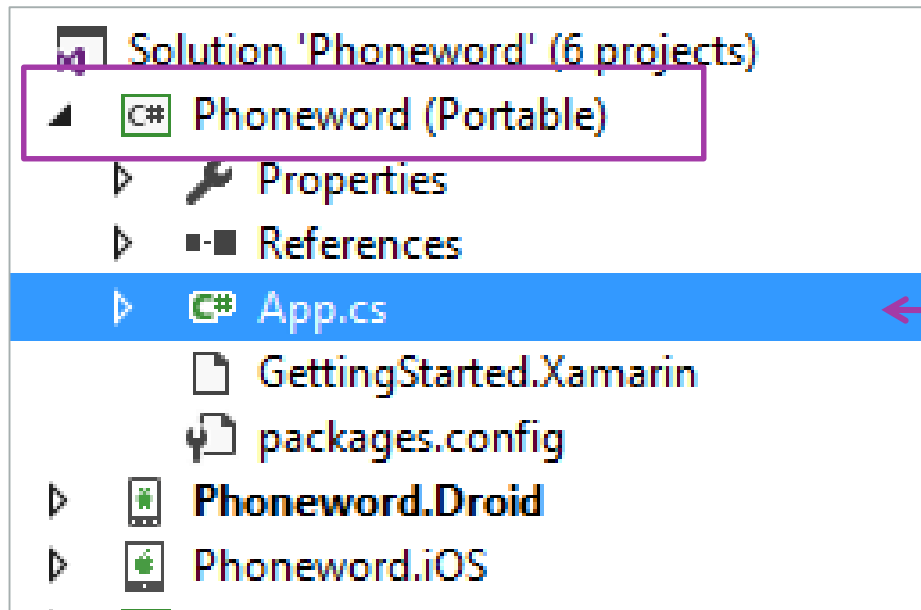 Solution 'Phoneword' (6 projects)
C# Phoneword (Portable)
Properties
References
C# App.cs
GettingStarted.Xamarin
packages.config
Phoneword.Droid
Phoneword.iOS